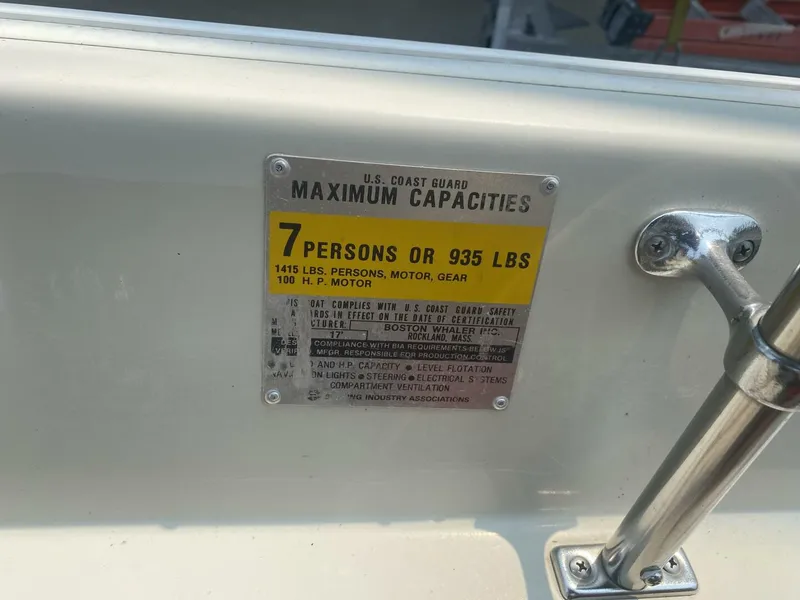 U.S. COAST GUARD
MAXIMUM CAPACITIES
7 PERSONS OR 935 LBS
1415 LBS. PERSONS, MOTOR, GEAR
100 H. P. MOTOR
COMPLIES WITH U.S. COAST GUARD SAFETY
IN EFFECT ON THE DATE OF CERTIFICATION
BOSTON WHALER INC.
17' ROCKLAND, MASS.
COMPLIANCE WITH BIA REQUIREMENTS BELOW IS
MFGR. RESPONSIBLE FOR PRODUCTION CONTROL
AND H.P. CAPACITY ● LEVEL FLOTATION
LIGHTS ● STEERING ● ELECTRICAL SYSTEMS
COMPARTMENT VENTILATION
INDUSTRY ASSOCIATIONS